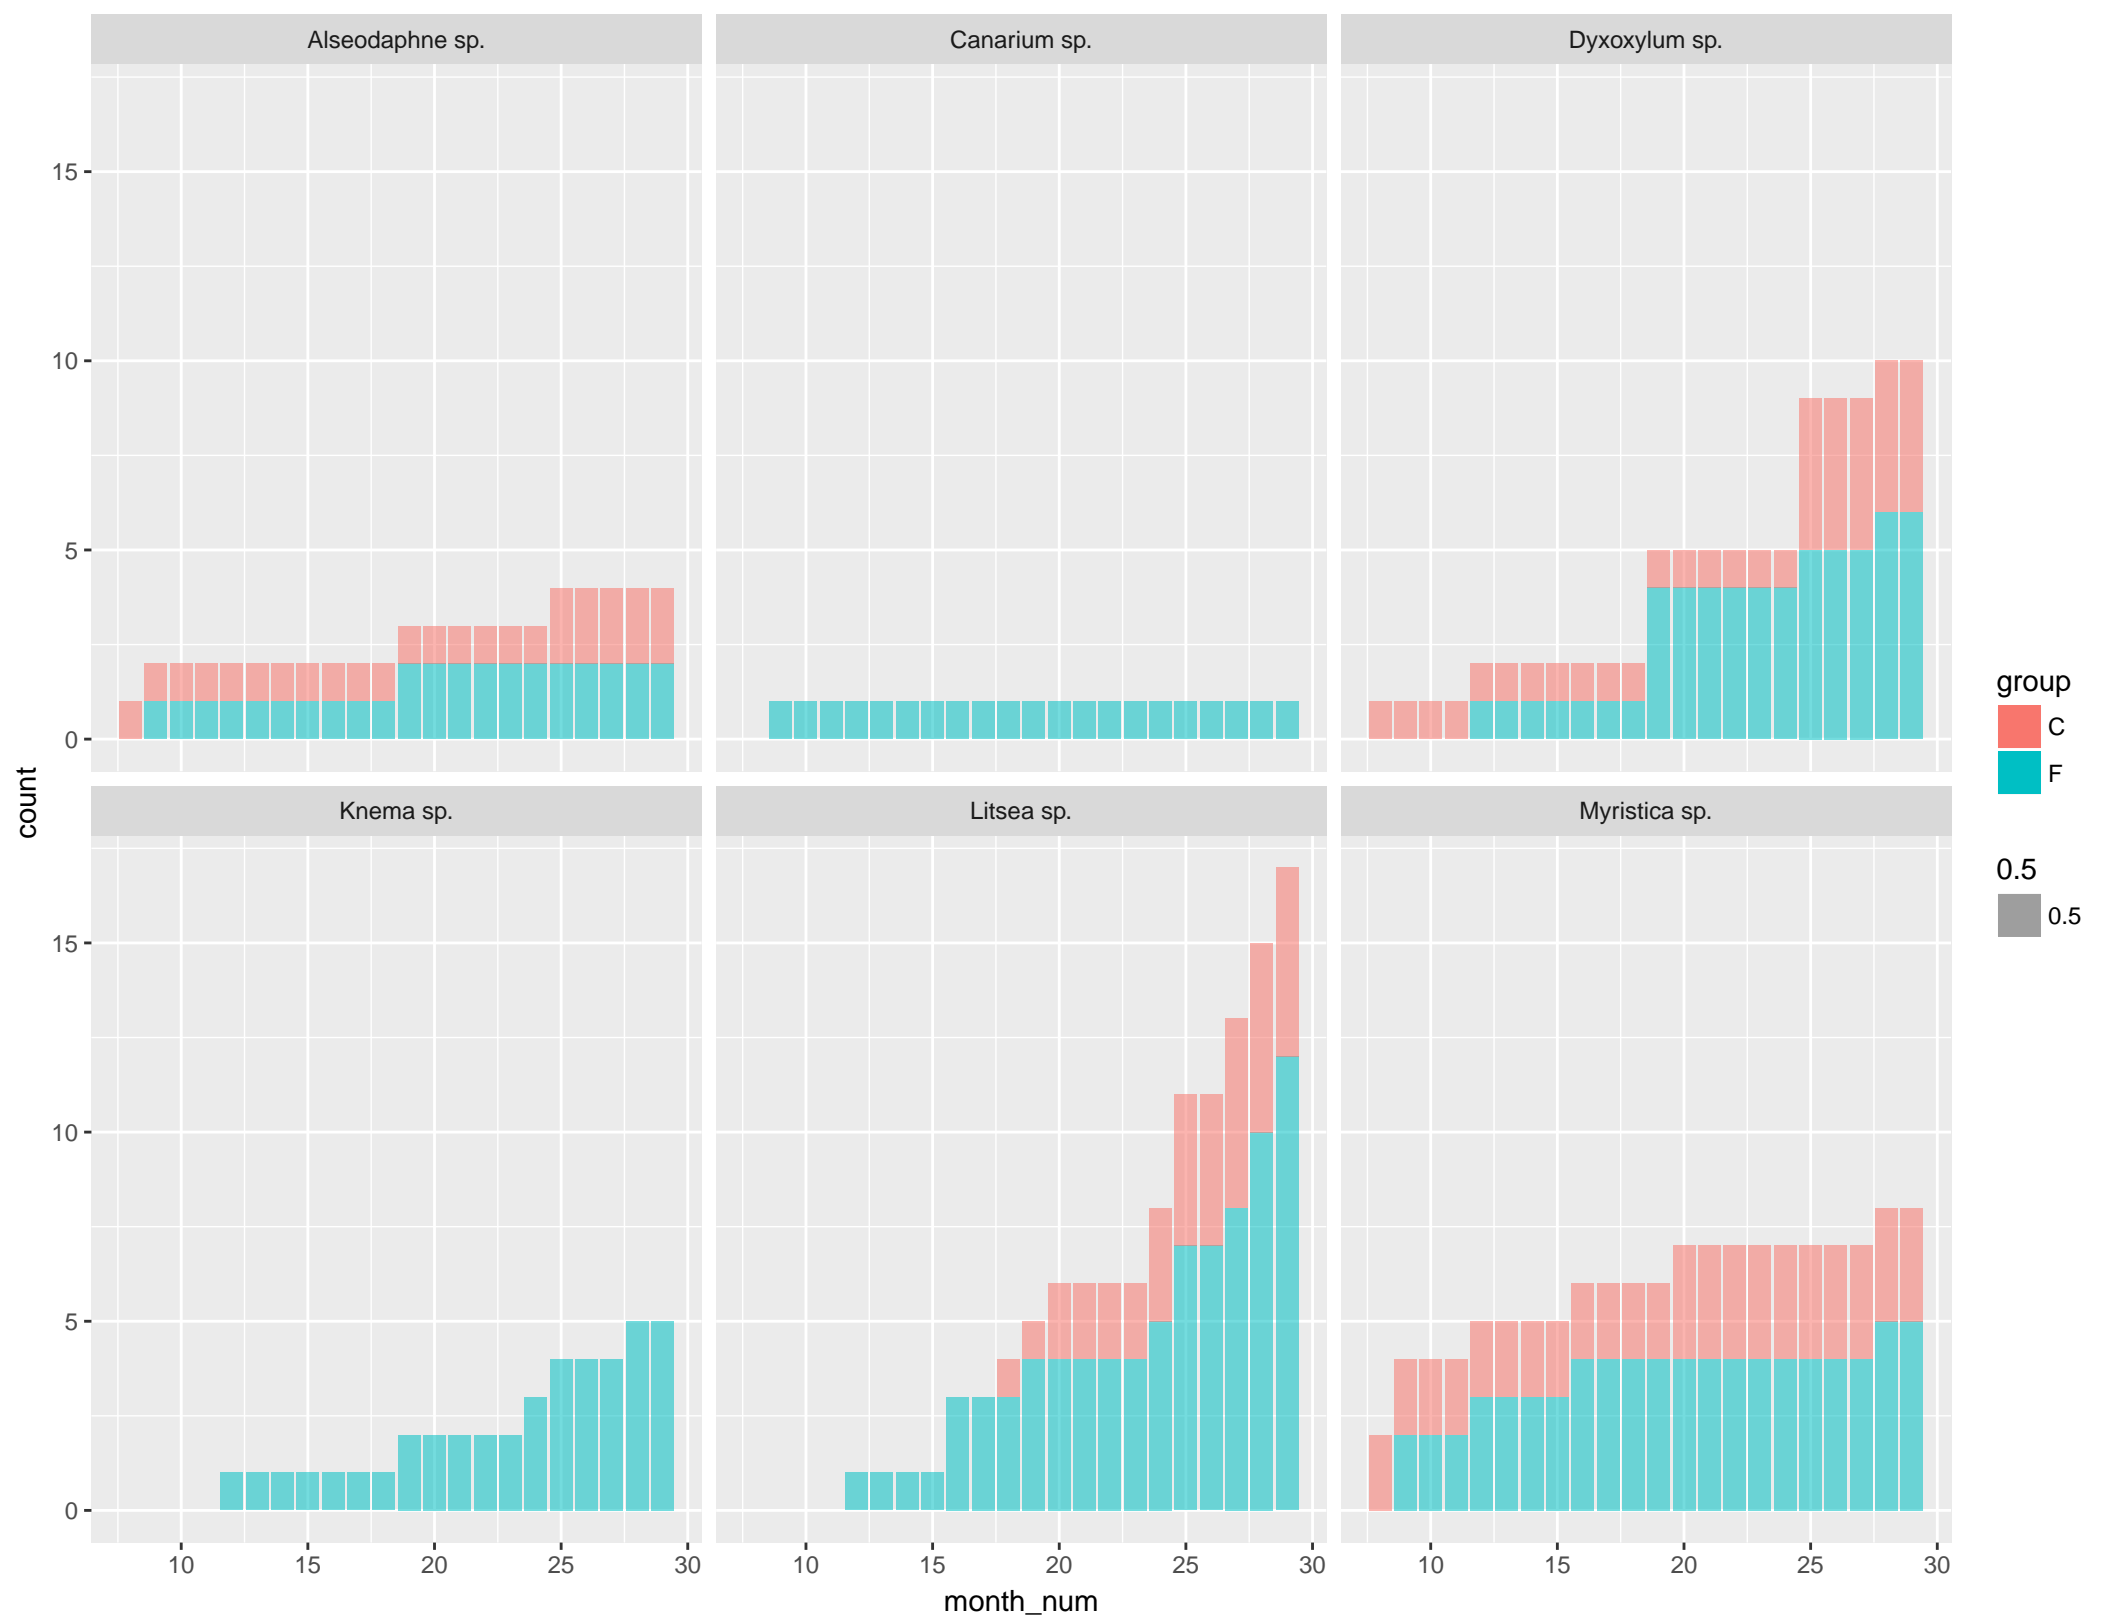 Alseodaphne sp.
Canarium sp.
Dyxoxylum sp.
15
10
5
0
Knema sp.
Litsea sp.
Myristica sp.
15
10
5
0
10 15 20 25 30
10 15 20 25 30
10 15 20 25 30
month_num
count
group
C
F
0.5
0.5